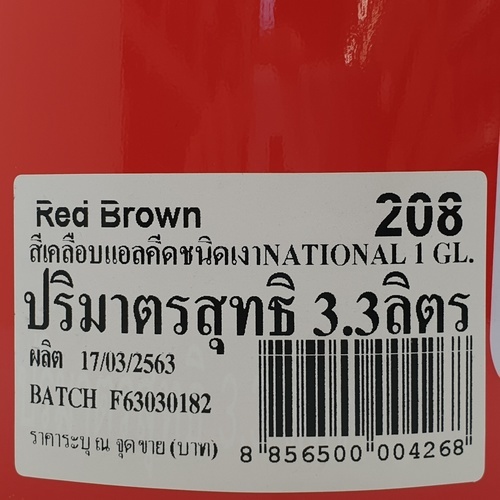 Red Brown 208
สีเคลือบแอลคีดชนิดเงาNATIONAL 1 GL.
ปริมาตรสุทธิ 3.3ลิตร
ผลิต 17/03/2563
BATCH F63030182
ราคาระบุ ณ จุดขาย (บาท)
8 856500 004268